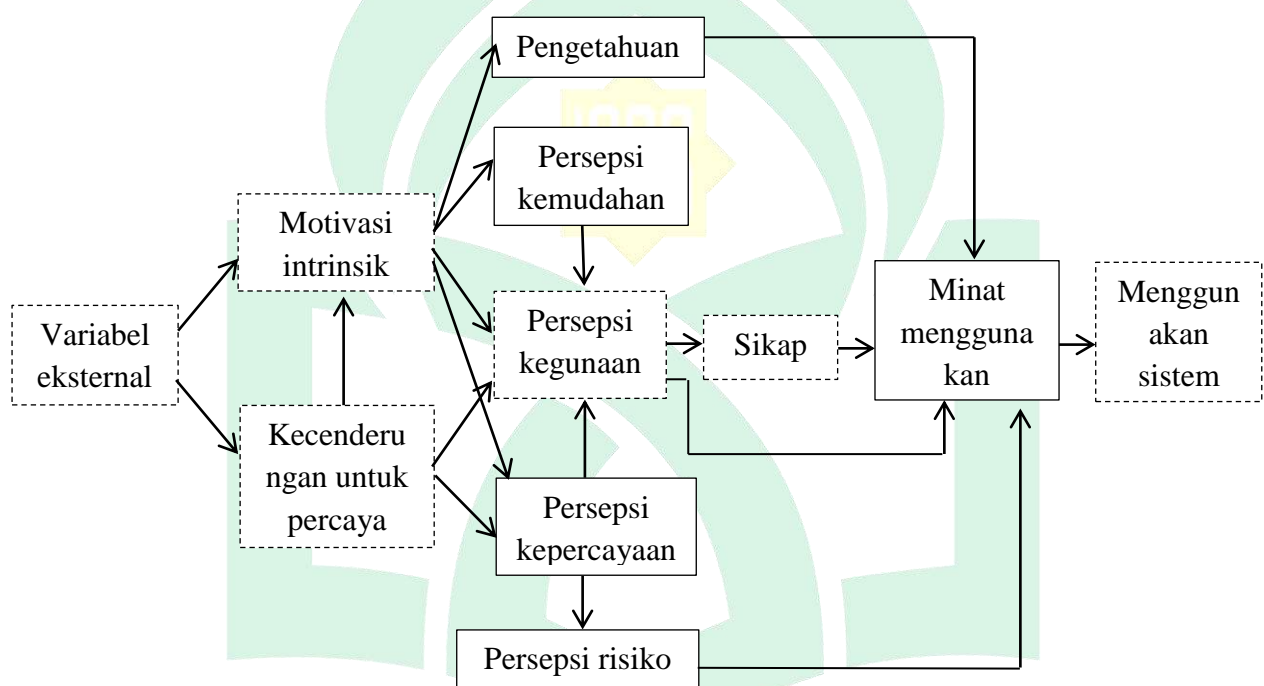 Pengetahuan
Persepsi
kemudahan
Motivasi
intrinsik
Variabel
eksternal
Persepsi
kegunaan
Sikap
Minat
mengguna
kan
Menggun
akan
sistem
Kecenderu
ngan untuk
percaya
Persepsi
kepercayaan
Persepsi risiko